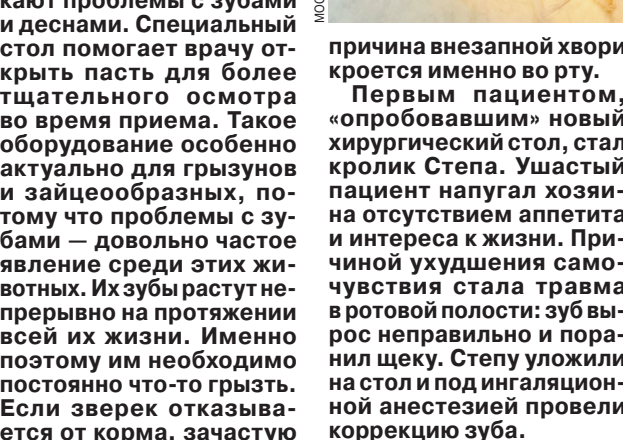 кают проблемы с зубами
и деснами. Специальный
стол помогает врачу от-
крыть пасть для более
тщательного осмотра
во время приема. Такое
оборудование особенно
актуально для грызунов
и зайцеобразных, по-
тому что проблемы с зу-
бами — довольно частое
явление среди этих жи-
вотных. Их зубы растут не-
прерывно на протяжении
всей их жизни. Именно
поэтому им необходимо
постоянно что-то грызть.
Если зверек отказыва-
ется от корма, зачастую
причина внезапной хвори
кроется именно во рту.
Первым пациентом,
«опробовавшим» новый
хирургический стол, стал
кролик Степа. Ушастый
пациент напугал хозяи-
на отсутствием аппетита
и интереса к жизни. При-
чиной ухудшения само-
чувствия стала травма
в ротовой полости: зуб вы-
рос неправильно и пора-
нил щеку. Степу уложили
на стол и под ингаляцион-
ной анестезией провели
коррекцию зуба.